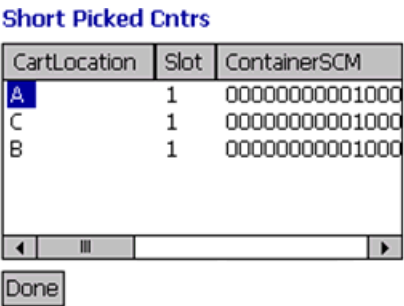 Short Picked Cntrs
CartLocation Slot ContainerSCM
A 1 00000000001000
C 1 00000000001000
B 1 00000000001000
Done